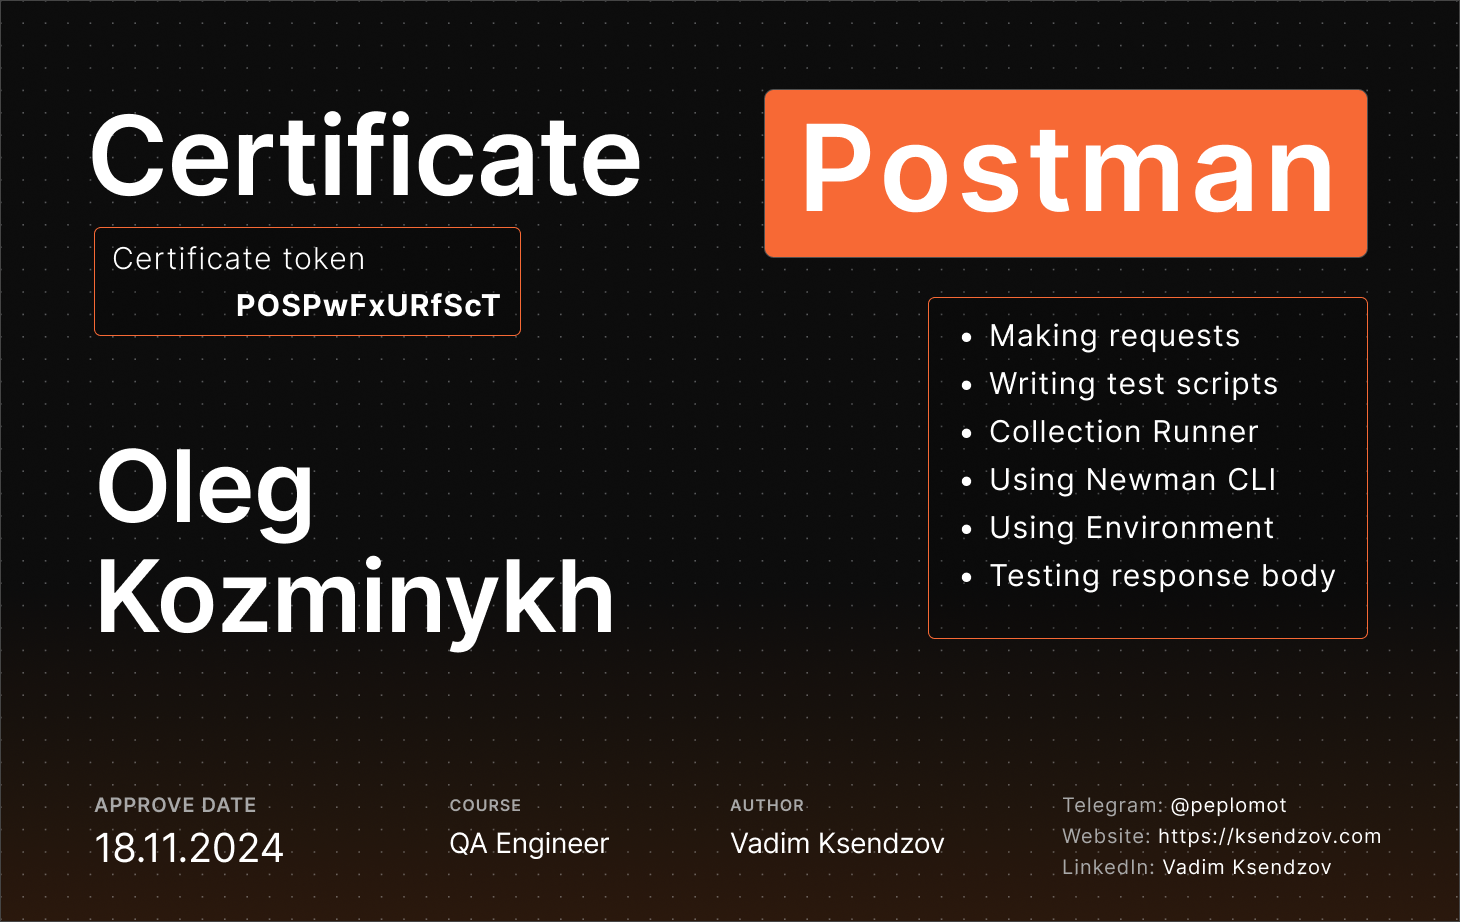 Certificate
Certificate token
POSPwFxURfScT
Postman
• Making requests
• Writing test scripts
• Collection Runner
• Using Newman CLI
• Using Environment
• Testing response body
Oleg
Kozminykh
APPROVE DATE
18.11.2024
COURSE
QA Engineer
AUTHOR
Vadim Ksendzov
Telegram: @peplomot
Website: https://ksendzov.com
LinkedIn: Vadim Ksendzov